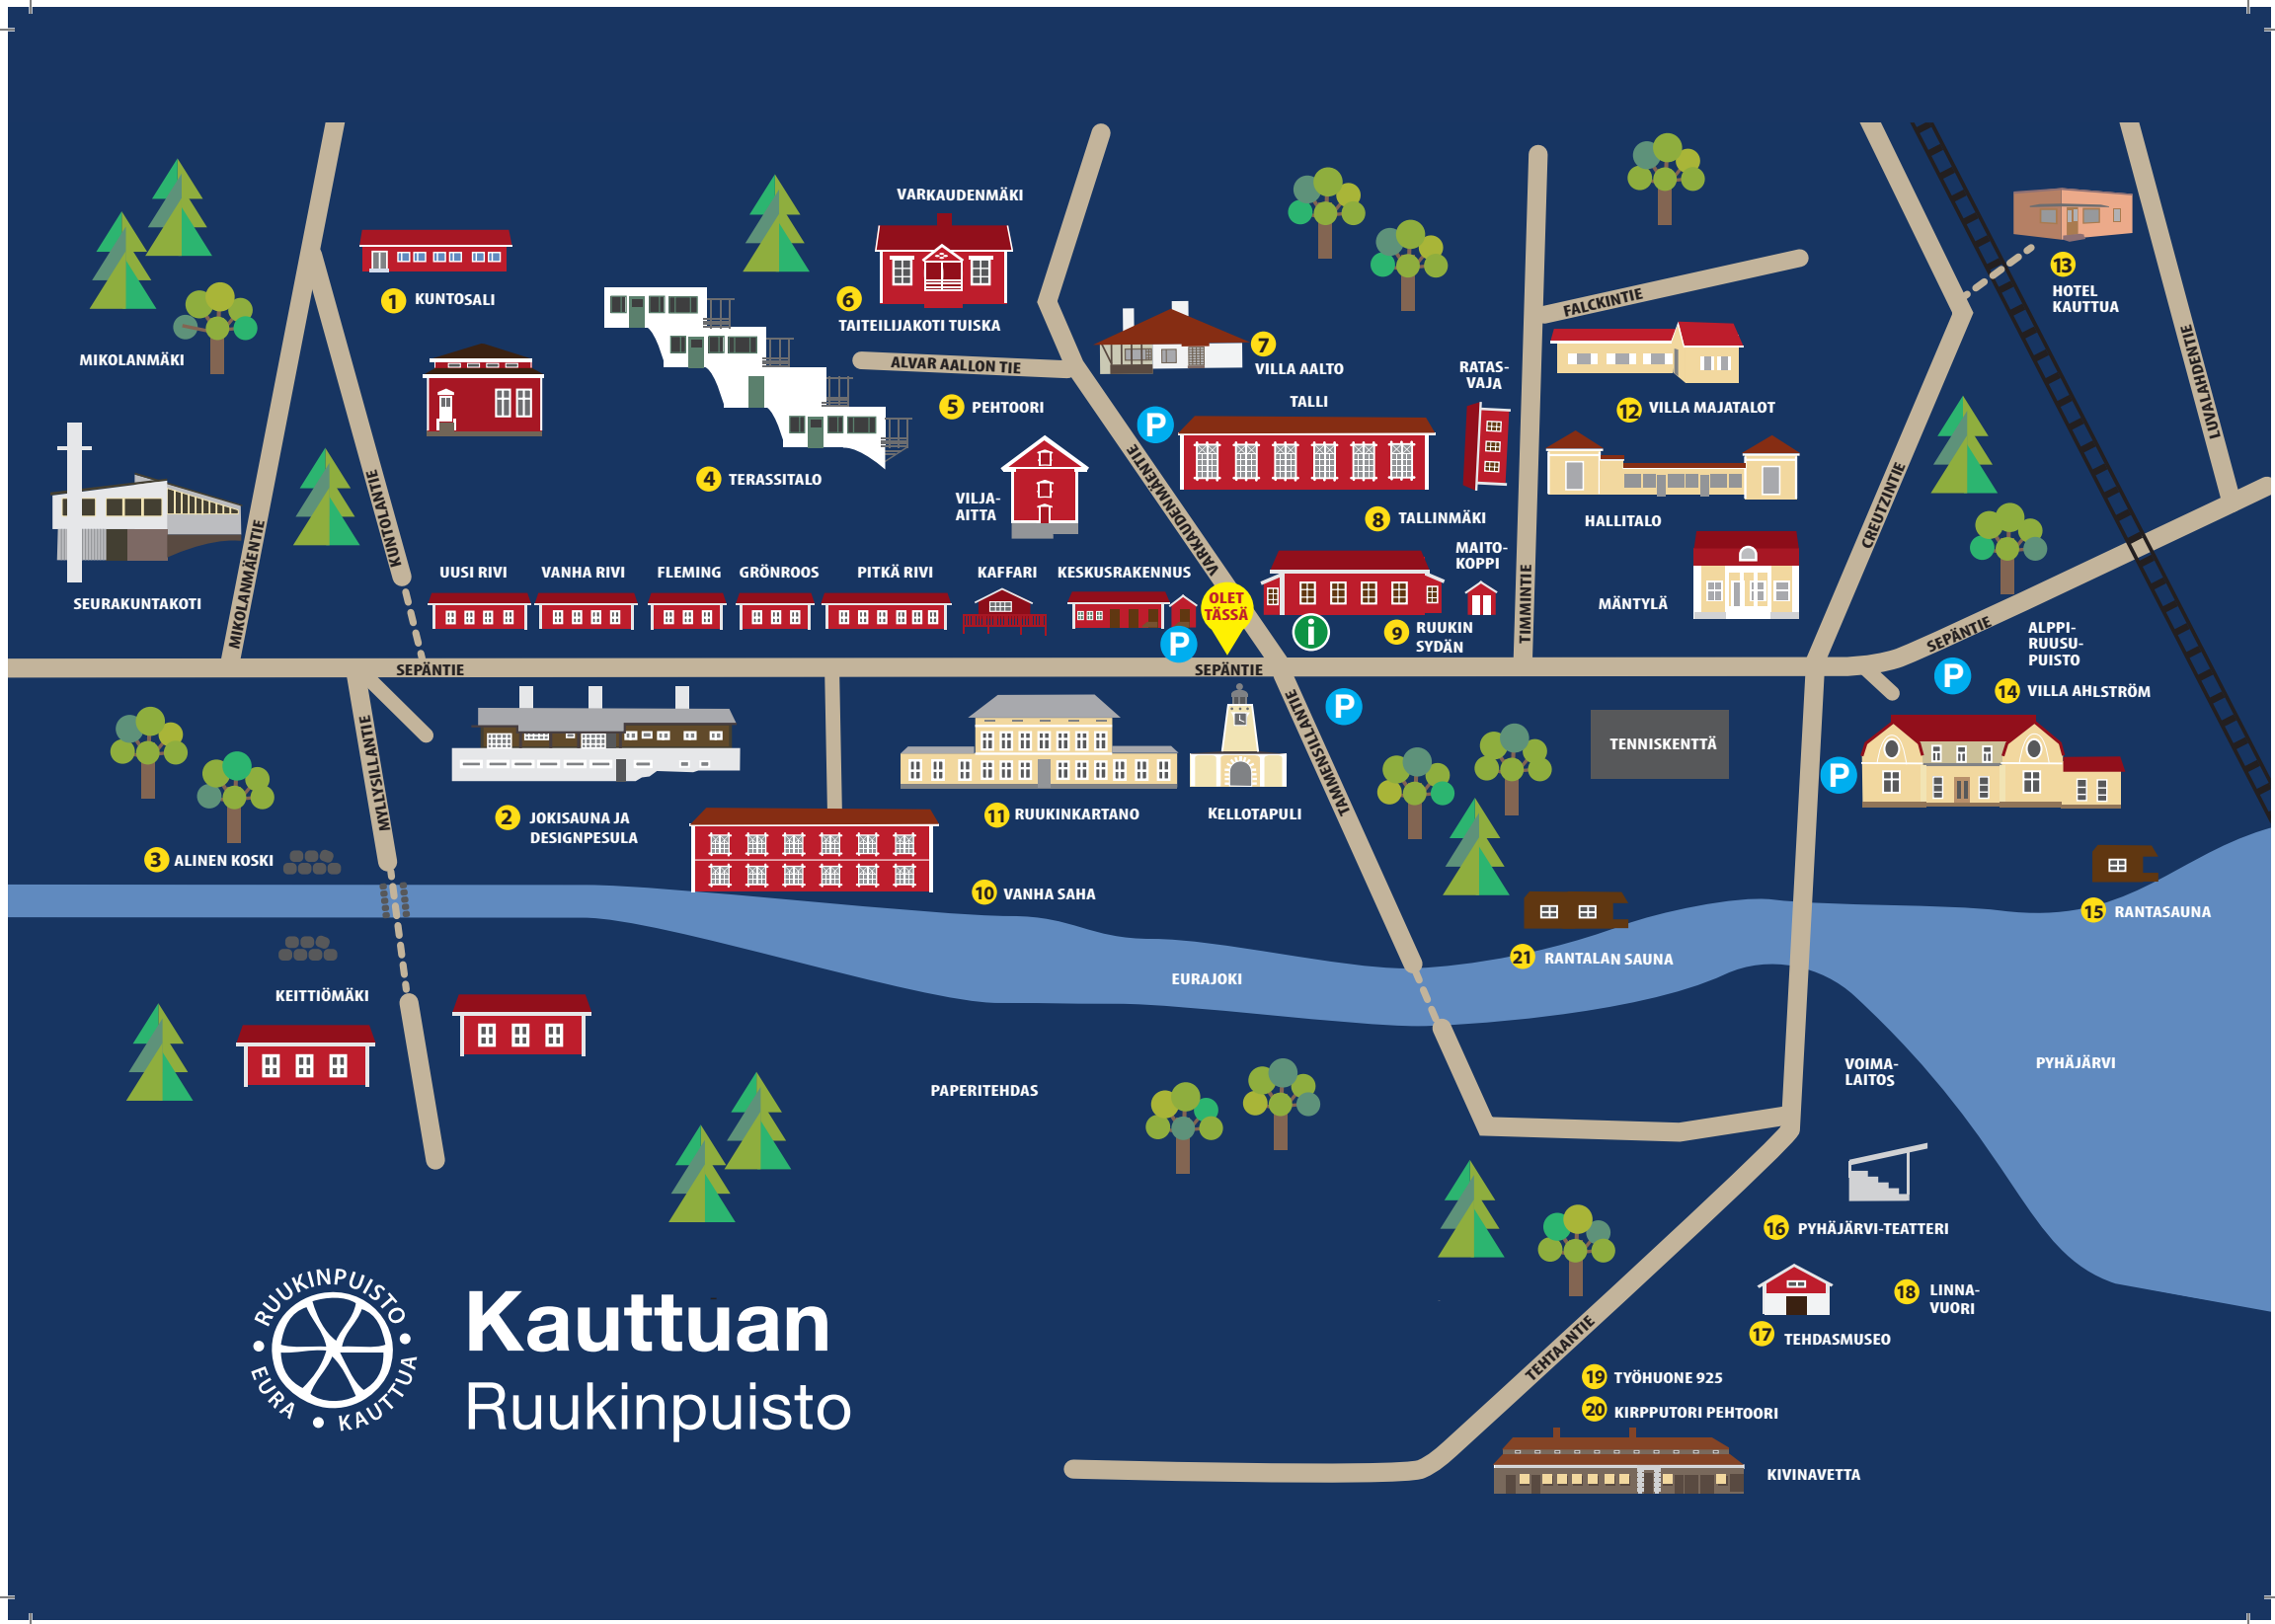 VARKAUDENMÄKI
1 KUNTOSALI
6
TAITEILIJAKOTI TUISKA
13
HOTEL
KAUTTUA
FALCKINTIE
MIKOLANMÄKI
ALVAR AALLON TIE
7
VILLA AALTO
RATAS-
VAJA
LUVALAHDENTIE
5 PEHTOORI
P
TALLI
12 VILLA MAJATALOT
4 TERASSITALO
VILJA-
AITTA
VARKAUDENMÄENTIE
8 TALLINMÄKI
HALLITALO
CREUTZINTIE
KUNTOLANTIE
MIKOLANMÄENTIE
SEURAKUNTAKOTI
UUSI RIVI
VANHA RIVI
FLEMING
GRÖNROOS
PITKÄ RIVI
KAFFARI
KESKUSRAKENNUS
MAITO-
KOPPI
TIMMINTIE
MÄNTYLÄ
OLET
TÄSSÄ
P
i
9 RUUKIN
SYDÄN
SEPÄNTIE
ALPPI-
RUUSU-
PUISTO
SEPÄNTIE
SEPÄNTIE
P
14 VILLA AHLSTRÖM
P
TAMMENSILLANTIE
MYLLYSILLANTIE
TENNISKENTTÄ
P
2 JOKISAUNA JA
DESIGNPESULA
11 RUUKINKARTANO
KELLOTAPULI
3 ALINEN KOSKI
10 VANHA SAHA
15 RANTASAUNA
21 RANTALAN SAUNA
EURAJOKI
KEITTIÖMÄKI
PAPERITEHDAS
VOIMA-
LAITOS
PYHÄJÄRVI
16 PYHÄJÄRVI-TEATTERI
18 LINNA-
VUORI
17 TEHDASMUSEO
TEHTAANTIE
19 TYÖHUONE 925
20 KIRPPUTORI PEHTOORI
KIVINAVETTA
RUUKINPUISTO
EURA • KAUTTUA
Kauttuan
Ruukinpuisto